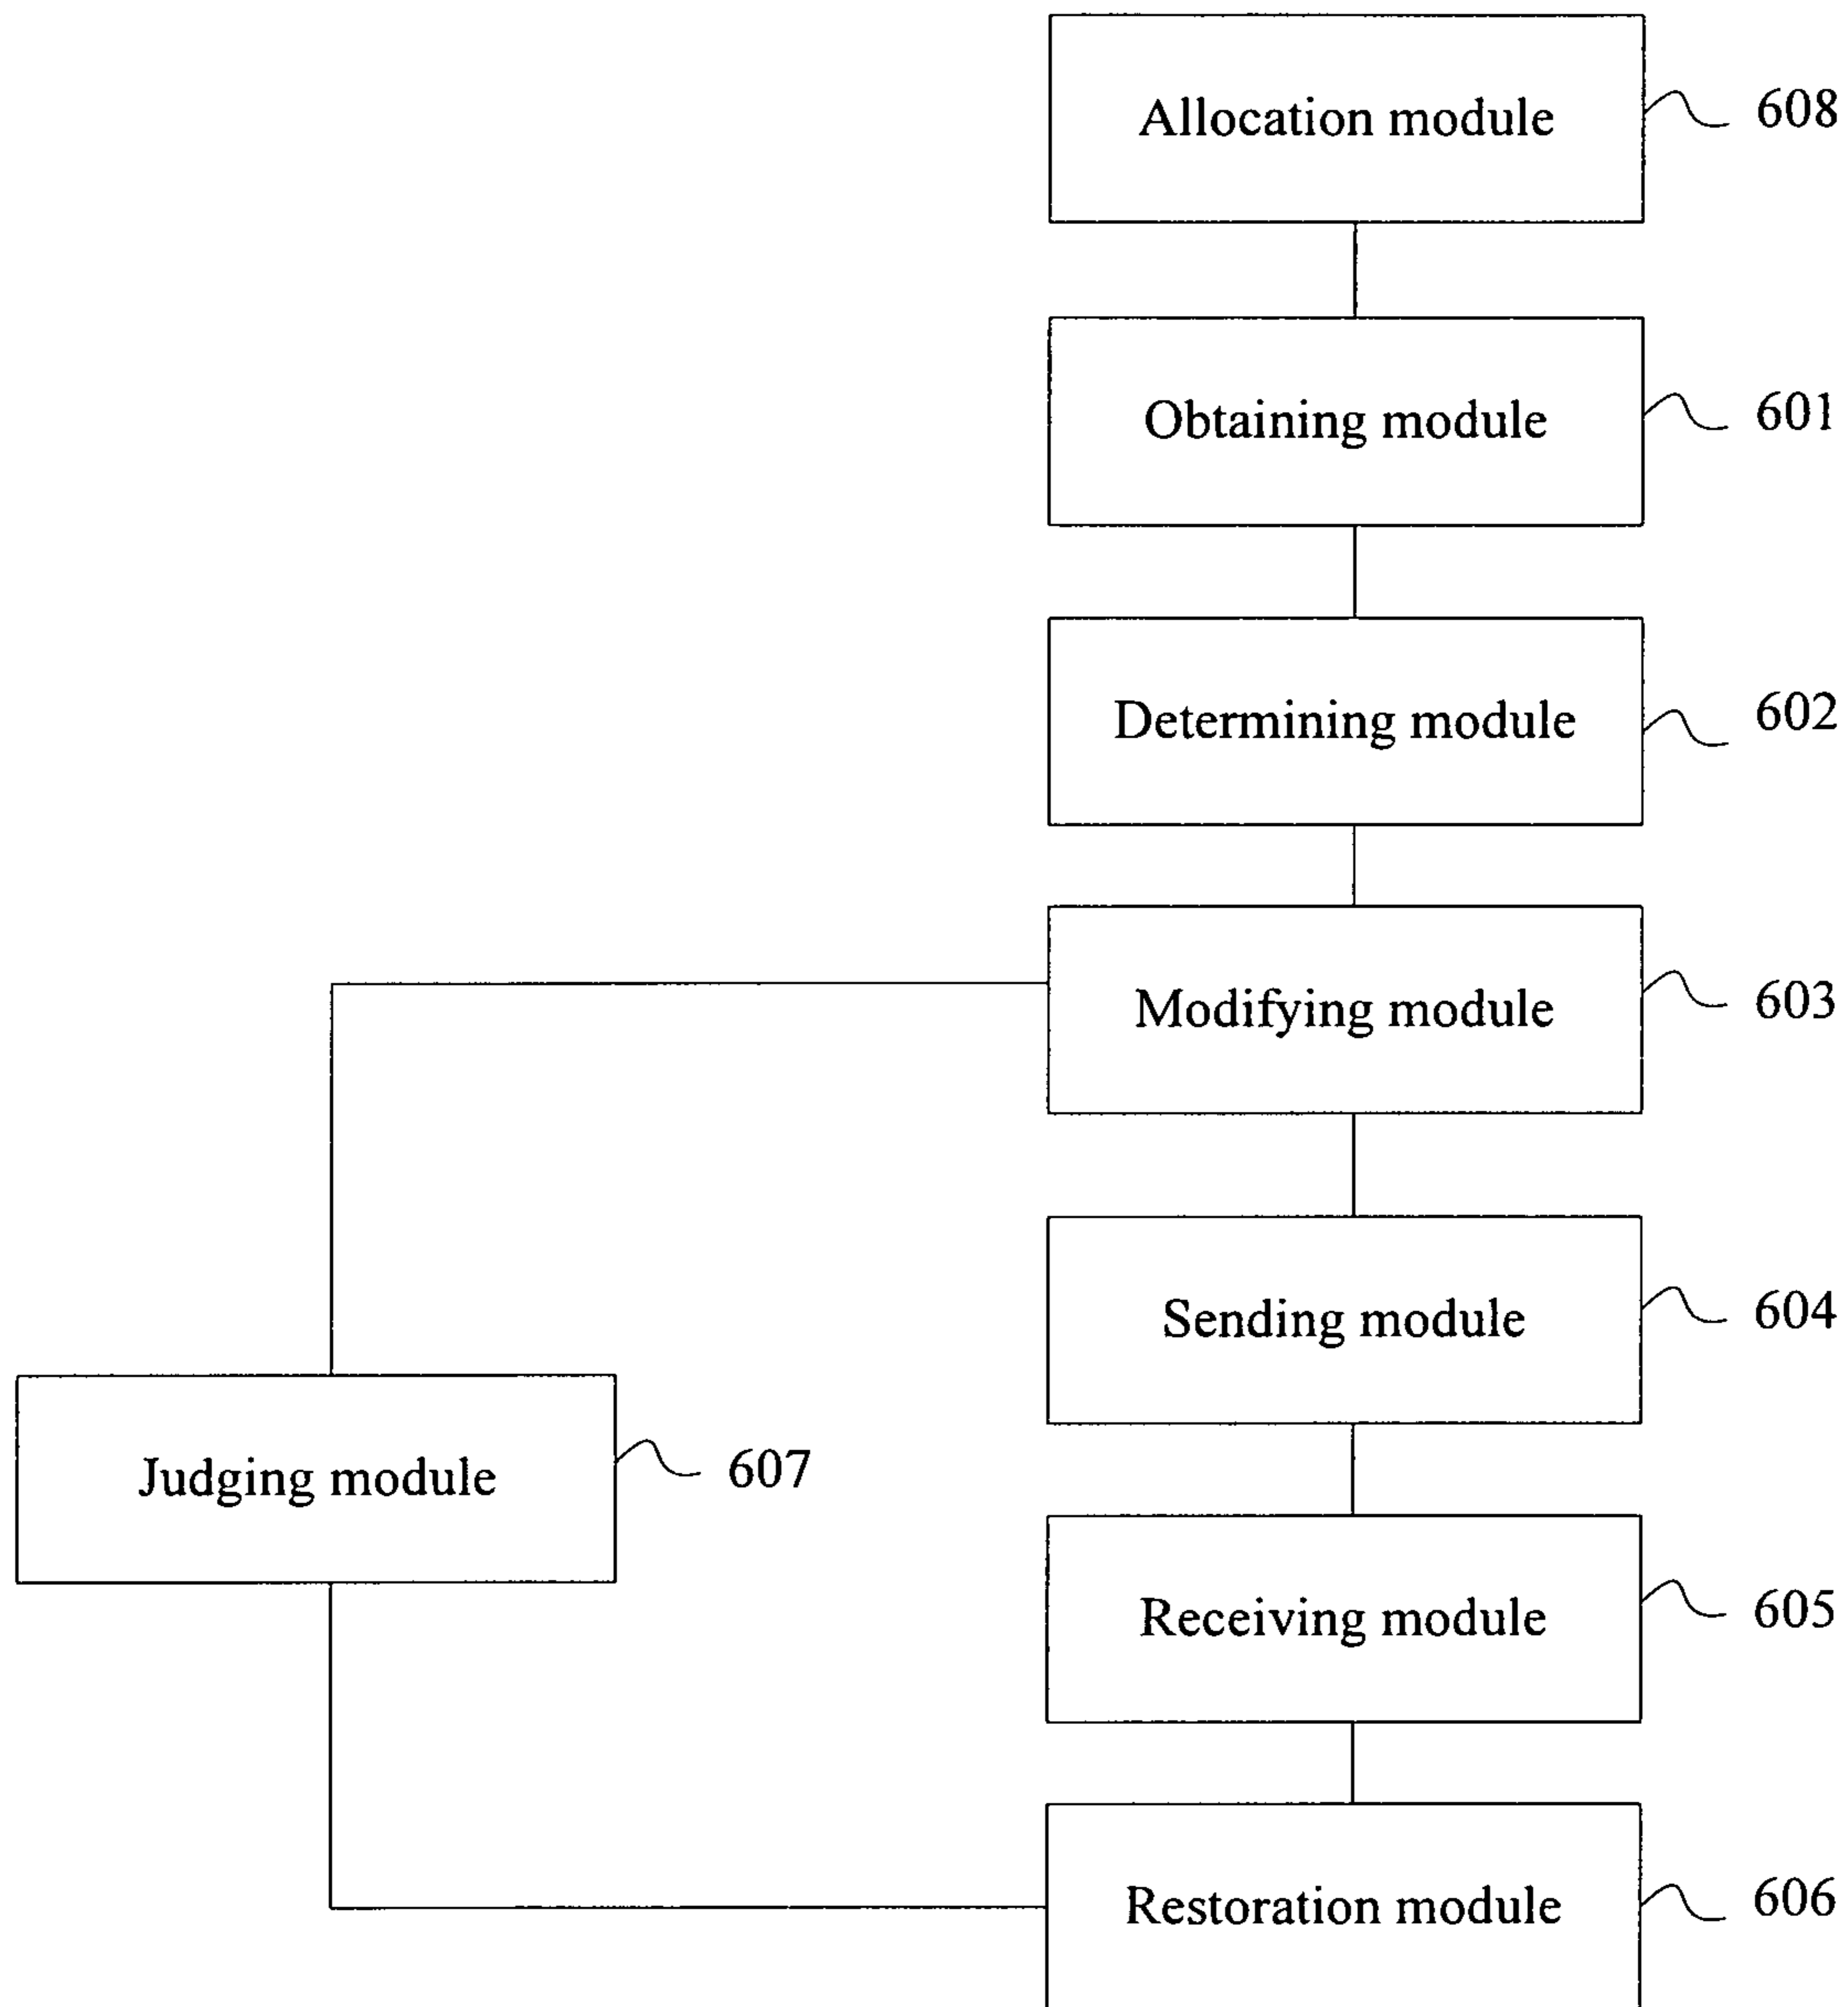 Allocation module
608
Obtaining module
601
Determining module
602
Modifying module
603
Sending module
604
Judging module
607
Receiving module
605
Restoration module
606